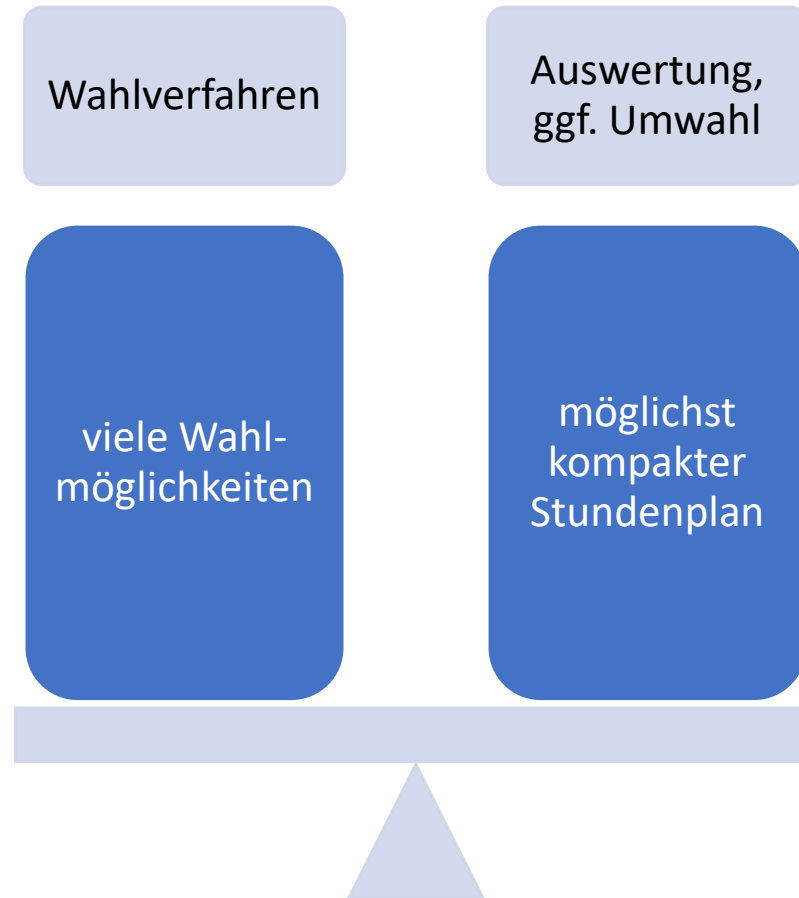 Wahlverfahren
Auswertung,
ggf. Umwahl
viele Wahl-
möglichkeiten
möglichst
kompakter
Stundenplan